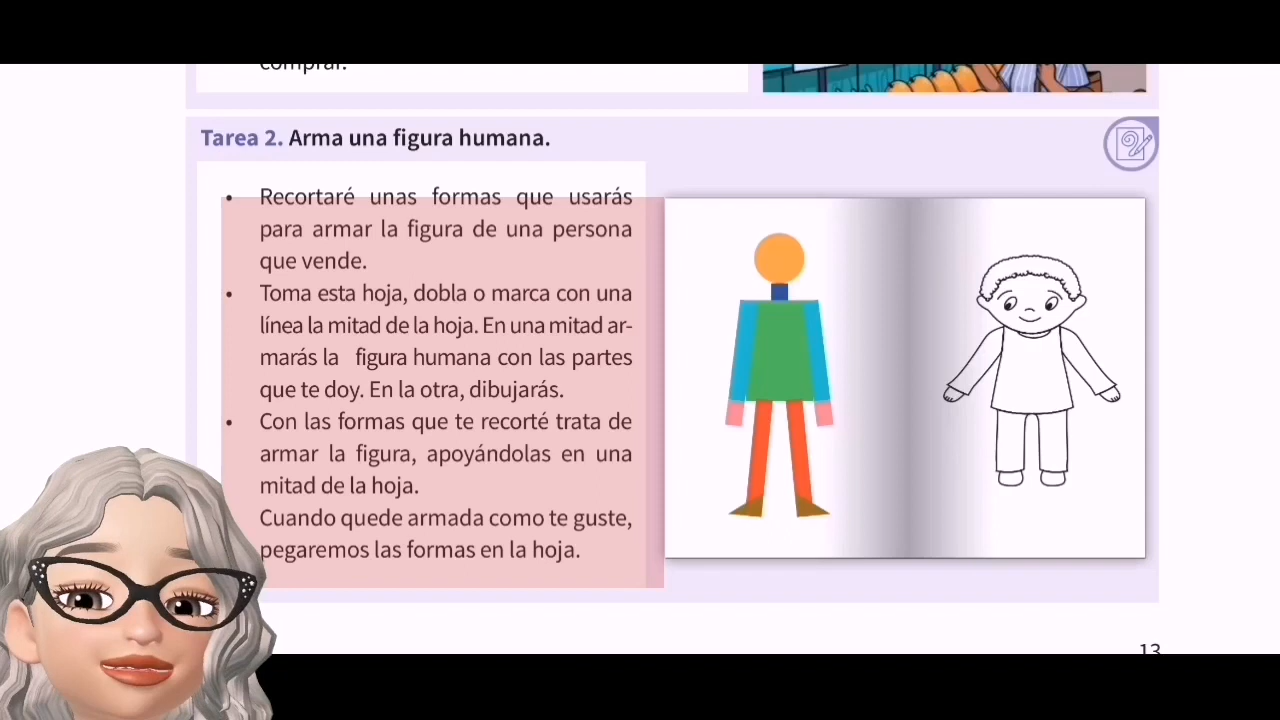 comprar.
Tarea 2. Arma una figura humana.
• Recortaré unas formas que usarás
para armar la figura de una persona
que vende.
• Toma esta hoja, dobla o marca con una
línea la mitad de la hoja. En una mitad ar-
marás la figura humana con las partes
que te doy. En la otra, dibujarás.
• Con las formas que te recorté trata de
armar la figura, apoyándolas en una
mitad de la hoja.
Cuando quede armada como te guste,
pegaremos las formas en la hoja.
13